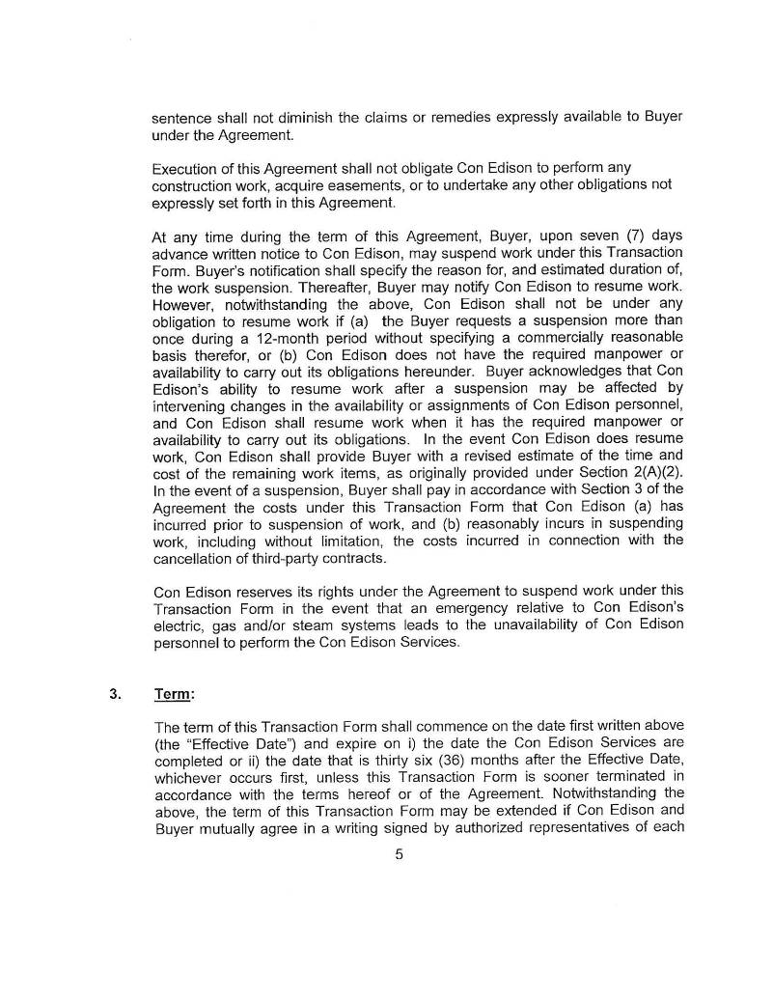 sentence shall not diminish the claims or remedies expressly available to Buyer
under the Agreement.
Execution of this Agreement shall not obligate Con Edison to perform any
construction work, acquire easements, or to undertake any other obligations not
expressly set forth in this Agreement.
At any time during the term of this Agreement, Buyer, upon seven (7) days
advance written notice to Con Edison, may suspend work under this Transaction
Form. Buyer's notification shall specify the reason for, and estimated duration of,
the work suspension. Thereafter, Buyer may notify Con Edison to resume work.
However, notwithstanding the above, Con Edison shall not be under any
obligation to resume work if (a) the Buyer requests a suspension more than
once during a 12-month period without specifying a commercially reasonable
basis therefor, or (b) Con Edison does not have the required manpower or
availability to carry out its obligations hereunder. Buyer acknowledges that Con
Edison's ability to resume work after a suspension may be affected by
intervening changes in the availability or assignments of Con Edison personnel,
and Con Edison shall resume work when it has the required manpower or
availability to carry out its obligations. In the event Con Edison does resume
work, Con Edison shall provide Buyer with a revised estimate of the time and
cost of the remaining work items, as originally provided under Section 2(A)(2).
In the event of a suspension, Buyer shall pay in accordance with Section 3 of the
Agreement the costs under this Transaction Form that Con Edison (a) has
incurred prior to suspension of work, and (b) reasonably incurs in suspending
work, including without limitation, the costs incurred in connection with the
cancellation of third-party contracts.
Con Edison reserves its rights under the Agreement to suspend work under this
Transaction Form in the event that an emergency relative to Con Edison's
electric, gas and/or steam systems leads to the unavailability of Con Edison
personnel to perform the Con Edison Services.
3. Term:
The term of this Transaction Form shall commence on the date first written above
(the "Effective Date") and expire on i) the date the Con Edison Services are
completed or ii) the date that is thirty six (36) months after the Effective Date,
whichever occurs first, unless this Transaction Form is sooner terminated in
accordance with the terms hereof or of the Agreement. Notwithstanding the
above, the term of this Transaction Form may be extended if Con Edison and
Buyer mutually agree in a writing signed by authorized representatives of each
5